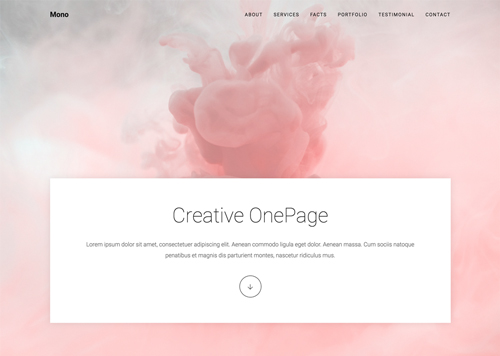 Mono
ABOUT SERVICES FACTS PORTFOLIO TESTIMONIAL CONTACT
Creative OnePage
Lorem ipsum dolor sit amet, consectetuer adipiscing elit. Aenean commodo ligula eget dolor. Aenean massa. Cum sociis natoque
penatibus et magnis dis parturient montes, nascetur ridiculus mus.